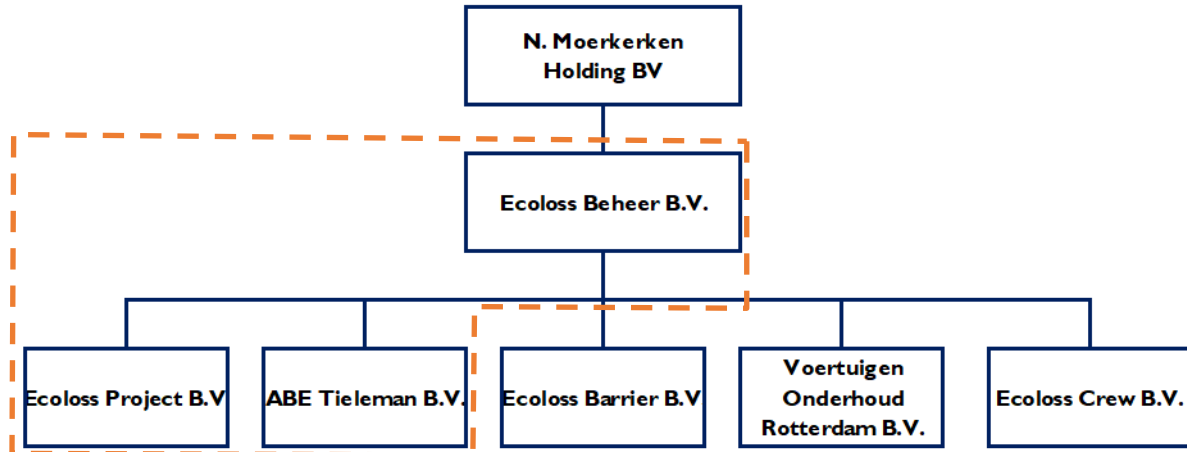 N. Moerkerken
Holding BV
Ecoloss Beheer B.V.
Ecoloss Project B.V
ABE Tieleman B.V.
Ecoloss Barrier B.V
Voertuigen
Onderhoud
Rotterdam B.V.
Ecoloss Crew B.V.